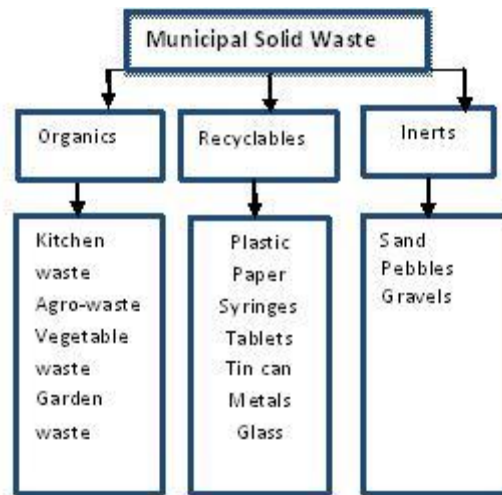 Municipal Solid Waste
Organics
Recyclables
Inerts
Kitchen
waste
Agro-waste
Vegetable
waste
Garden
waste
Plastic
Paper
Syringes
Tablets
Tin can
Metals
Glass
Sand
Pebbles
Gravels